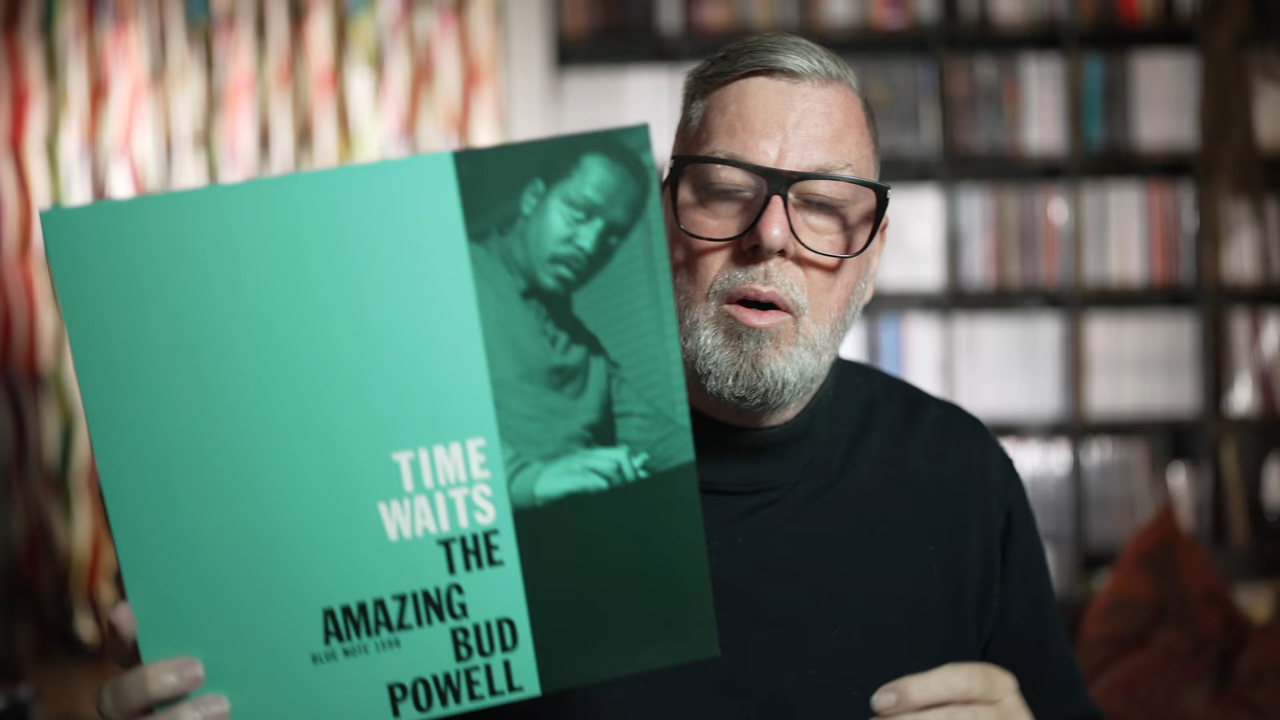 TIME
WAITS
THE
AMAZING
BLUE NOTE 1598
BUD
POWELL